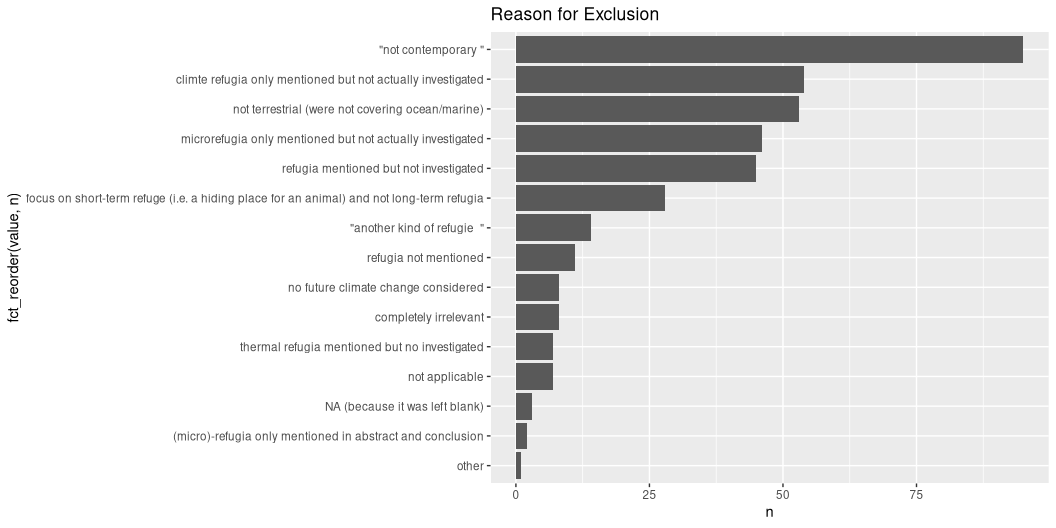 Reason for Exclusion
"not contemporary "
climte refugia only mentioned but not actually investigated
not terrestrial (were not covering ocean/marine)
microrefugia only mentioned but not actually investigated
refugia mentioned but not investigated
focus on short-term refuge (i.e. a hiding place for an animal) and not long-term refugia
"another kind of refugie  "
refugia not mentioned
no future climate change considered
completely irrelevant
thermal refugia mentioned but no investigated
not applicable
NA (because it was left blank)
(micro)-refugia only mentioned in abstract and conclusion
other
fct_reorder(value, n)
0 25 50 75
n